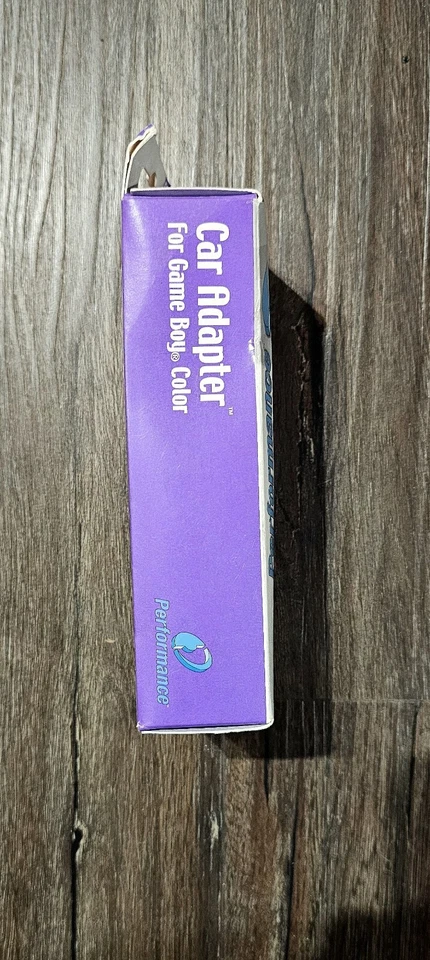 Car Adapter™
For Game Boy® Color
Performance
Performance